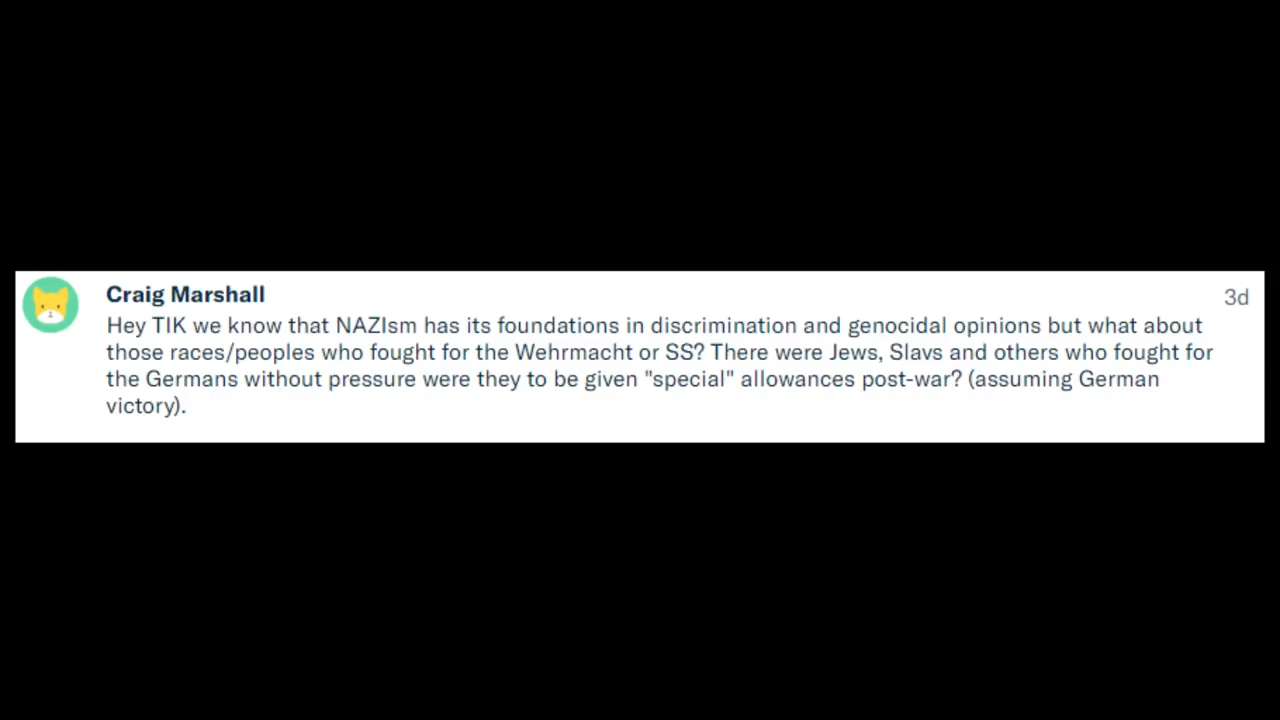 Craig Marshall
3d
Hey TIK we know that NAZIsm has its foundations in discrimination and genocidal opinions but what about
those races/peoples who fought for the Wehrmacht or SS? There were Jews, Slavs and others who fought for
the Germans without pressure were they to be given "special" allowances post-war? (assuming German
victory).